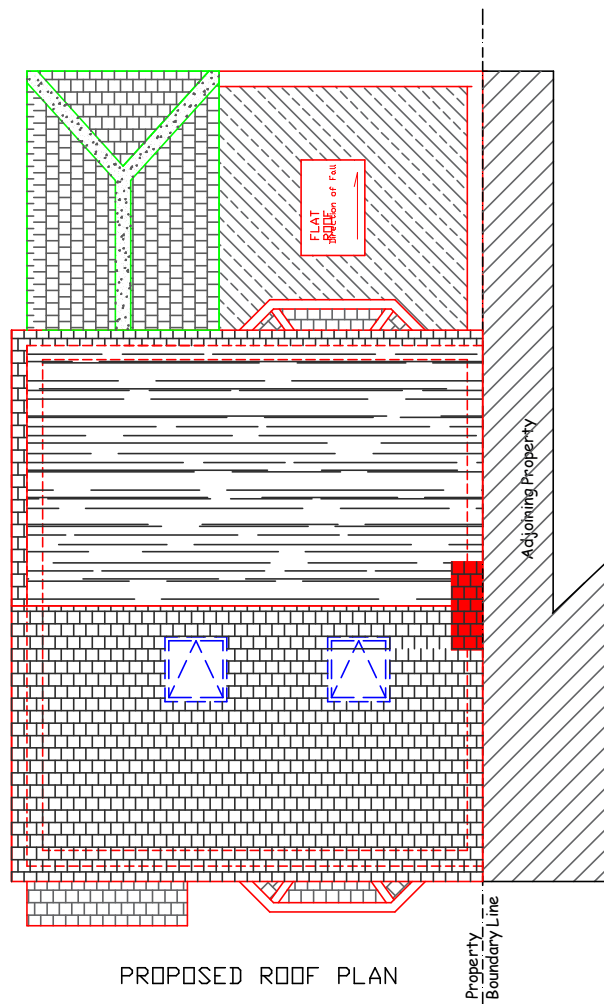 FLAT
ROOF
Direction of Fall
Adjoining Property
Property
Boundary Line
PROPOSED ROOF PLAN